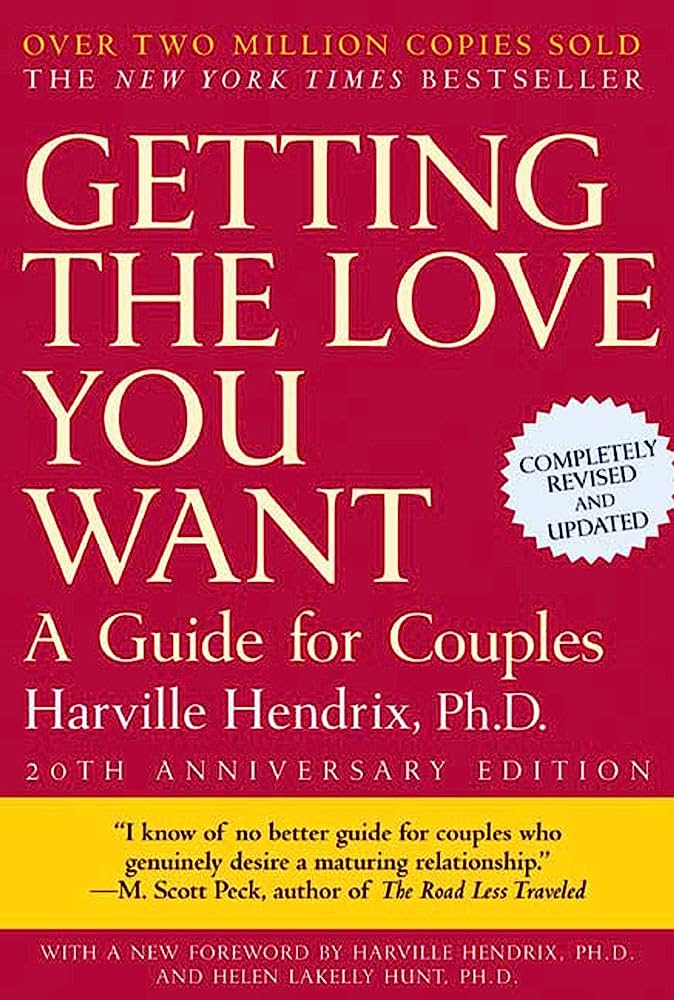 OVER TWO MILLION COPIES SOLD
THE NEW YORK TIMES BESTSELLER
GETTING
THE LOVE
YOU
WANT
COMPLETELY
REVISED
AND
UPDATED
A Guide for Couples
Harville Hendrix, Ph.D.
20TH ANNIVERSARY EDITION
“I know of no better guide for couples who
genuinely desire a maturing relationship.”
—M. Scott Peck, author of The Road Less Traveled
WITH A NEW FOREWORD BY HARVILLE HENDRIX, PH.D.
AND HELEN LAKELLY HUNT, PH.D.